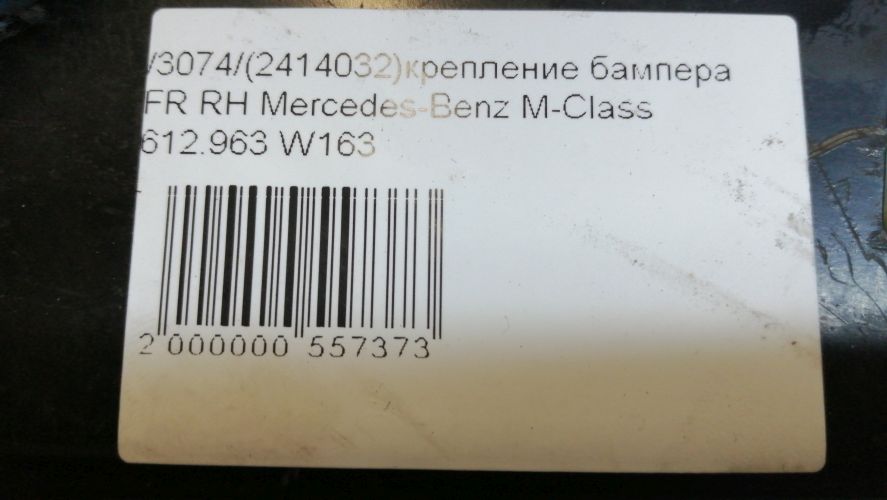 /3074/(2414032)крепление бампера
FR RH Mercedes-Benz M-Class
612.963 W163
2 000000 557373